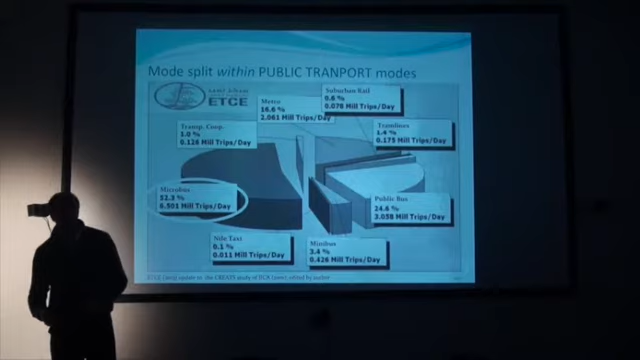 Mode split within PUBLIC TRANPORT modes
ETCE
Suburban Rail
0.6 %
0.078 Mill Trips/Day
Metro
16.6 %
2.061 Mill Trips/Day
Tramlines
1.4 %
0.175 Mill Trips/Day
Transp. Coop.
1.0 %
0.126 Mill Trips/Day
Microbus
52.3 %
6.501 Mill Trips/Day
Public Bus
24.6 %
3.058 Mill Trips/Day
Nile Taxi
0.1 %
0.011 Mill Trips/Day
Minibus
3.4 %
0.426 Mill Trips/Day